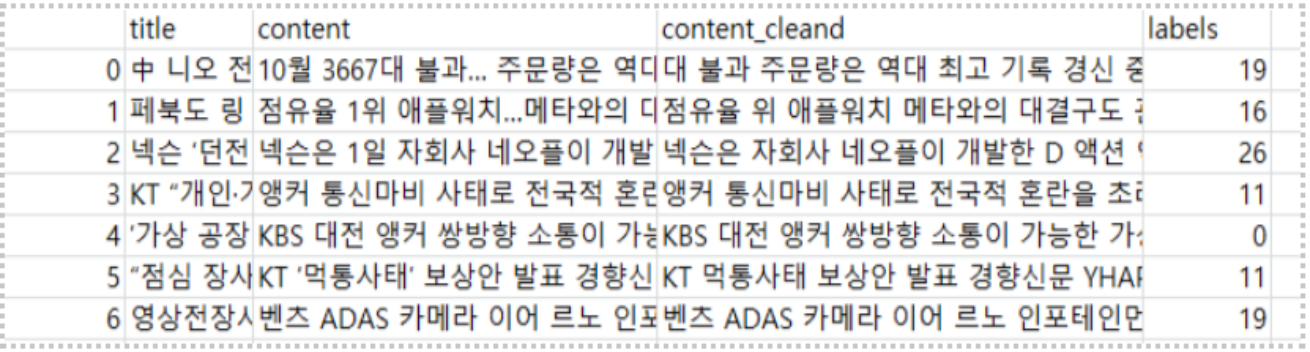 title content content_cleand labels
0 中 니오 전 10월 3667대 불과... 주문량은 역대 대 불과 주문량은 역대 최고 기록 경신 중 19
1 페북도 링 점유율 1위 애플워치...메타와의 대 점유율 위 애플워치 메타와의 대결구도 16
2 넥슨 ‘던전 넥슨은 1일 자회사 네오플이 개발 넥슨은 자회사 네오플이 개발한 D 액션 26
3 KT “개인·기 앵커 통신마비 사태로 전국적 혼란 앵커 통신마비 사태로 전국적 혼란을 초래 11
4 ‘가상 공장 KBS 대전 앵커 쌍방향 소통이 가능 KBS 대전 앵커 쌍방향 소통이 가능한 가상 0
5 “점심 장사 KT ‘먹통사태’ 보상안 발표 경향신 KT 먹통사태 보상안 발표 경향신문 YHAP 11
6 영상전장사 벤츠 ADAS 카메라 이어 르노 인포 벤츠 ADAS 카메라 이어 르노 인포테인먼 19